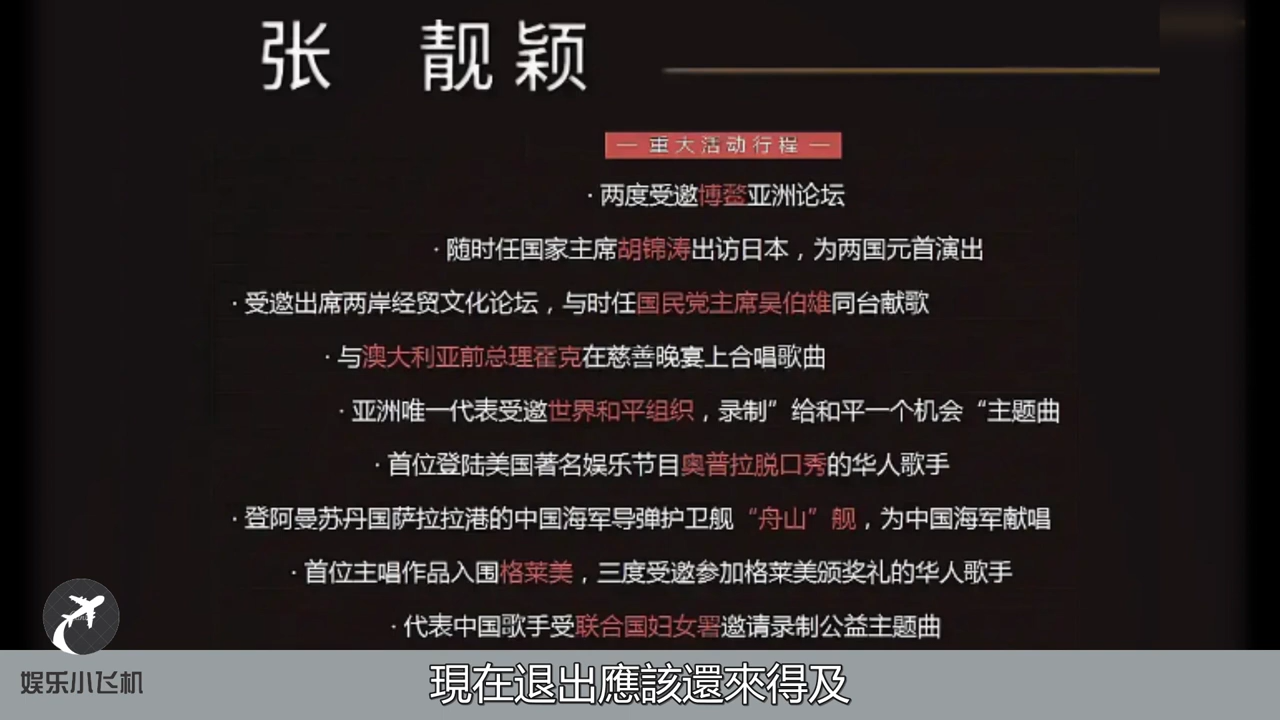 张 靓颖
— 重大活动行程 —
·两度受邀博鳌亚洲论坛
·随时任国家主席胡锦涛出访日本，为两国元首演出
·受邀出席两岸经贸文化论坛，与时任国民党主席吴伯雄同台献歌
·与澳大利亚前总理霍克在慈善晚宴上合唱歌曲
·亚洲唯一代表受邀世界和平组织，录制”给和平一个机会“主题曲
·首位登陆美国著名娱乐节目奥普拉脱口秀的华人歌手
·登阿曼苏丹国萨拉拉港的中国海军导弹护卫舰“舟山”舰，为中国海军献唱
·首位主唱作品入围格莱美，三度受邀参加格莱美颁奖礼的华人歌手
·代表中国歌手受联合国妇女署邀请录制公益主题曲
娱乐小飞机
現在退出應該還來得及